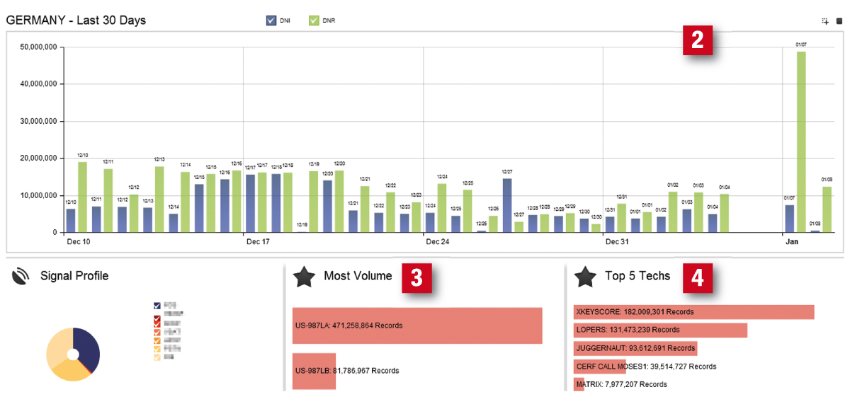 GERMANY - Last 30 Days
DNI DNR
2
50,000,000
40,000,000
30,000,000
20,000,000
10,000,000
0
12/10 12/10 12/11 12/11 12/12 12/13 12/13 12/14 12/14 12/15 12/15 12/16 12/16 12/17 12/17 12/18 12/18 12/19 12/19 12/20 12/20 12/21 12/21 12/22 12/22 12/23 12/23 12/24 12/24 12/25 12/25 12/26 12/27 12/27 12/28 12/28 12/29 12/29 12/30 12/30 12/31 12/31 01/01 01/01 01/02 01/02 01/03 01/03 01/04 01/04 01/07 01/07 01/08 01/08
Dec 10 Dec 17 Dec 24 Dec 31 Jan
Signal Profile
Most Volume 3
US-987LA: 471,258,864 Records
US-987LB: 81,786,967 Records
Top 5 Techs 4
XKEYSCORE: 182,009,301 Records
LOPERS: 131,473,239 Records
JUGGERNAUT: 93,612,691 Records
CERF CALL MOSES1: 39,514,727 Records
MATRIX: 7,977,207 Records